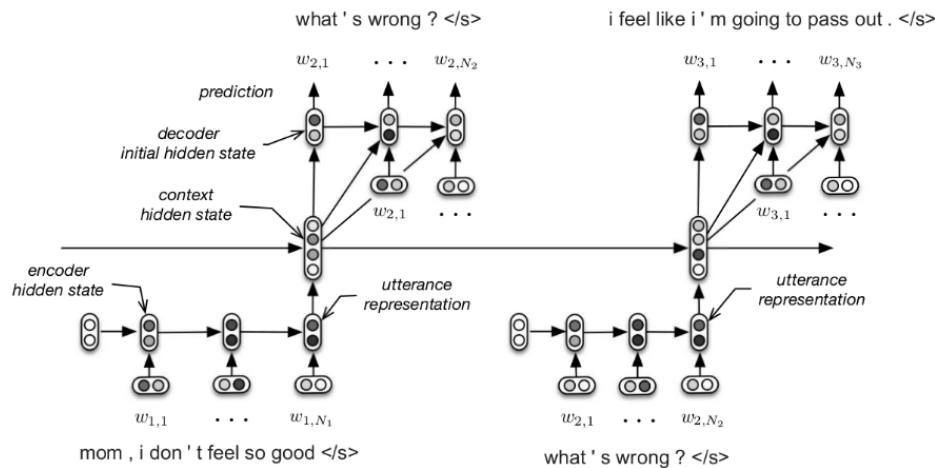 what ' s wrong ? </s>
i feel like i ' m going to pass out . </s>
w2,1 . . . w2,N2
w3,1 . . . w3,N3
prediction
decoder
initial hidden state
w2,1 . . .
w3,1 . . .
context
hidden state
encoder
hidden state
utterance
representation
utterance
representation
w1,1 . . . w1,N1
w2,1 . . . w2,N2
mom , i don ' t feel so good </s>
what ' s wrong ? </s>